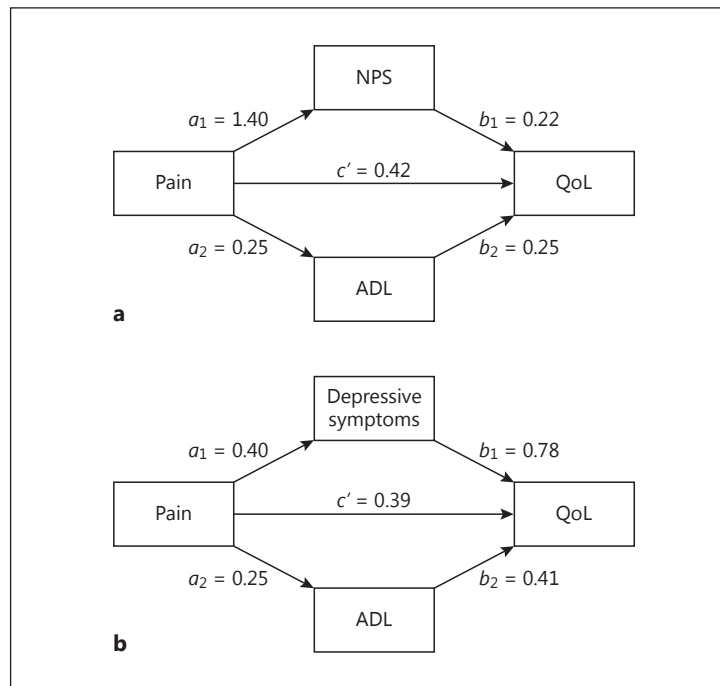 NPS
a1 = 1.40
b1 = 0.22
Pain
c′ = 0.42
QoL
a2 = 0.25
b2 = 0.25
ADL
a
Depressive
symptoms
a1 = 0.40
b1 = 0.78
Pain
c′ = 0.39
QoL
a2 = 0.25
b2 = 0.41
ADL
b